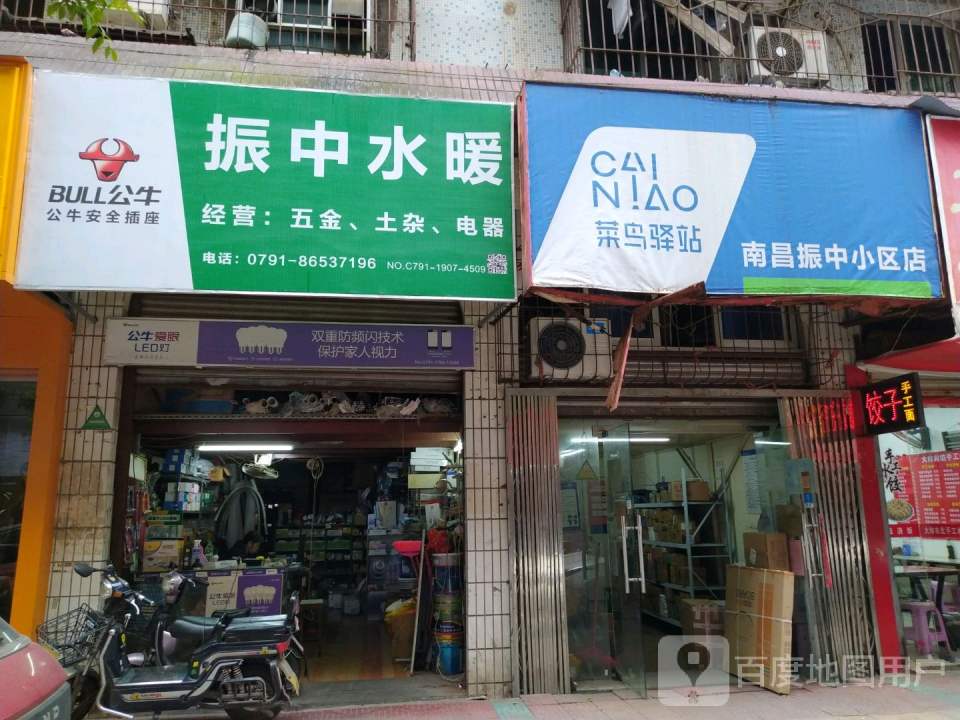 BULL公牛
公牛安全插座
振中水暖
经营：五金、土杂、电器
电话：0791-86537196 NO.C791-1907-4509
公牛爱眼
LED灯
双重防频闪技术
保护家人视力
CAI
NIAO
菜鸟驿站
南昌振中小区店
饺子
手工面
百度地图用户